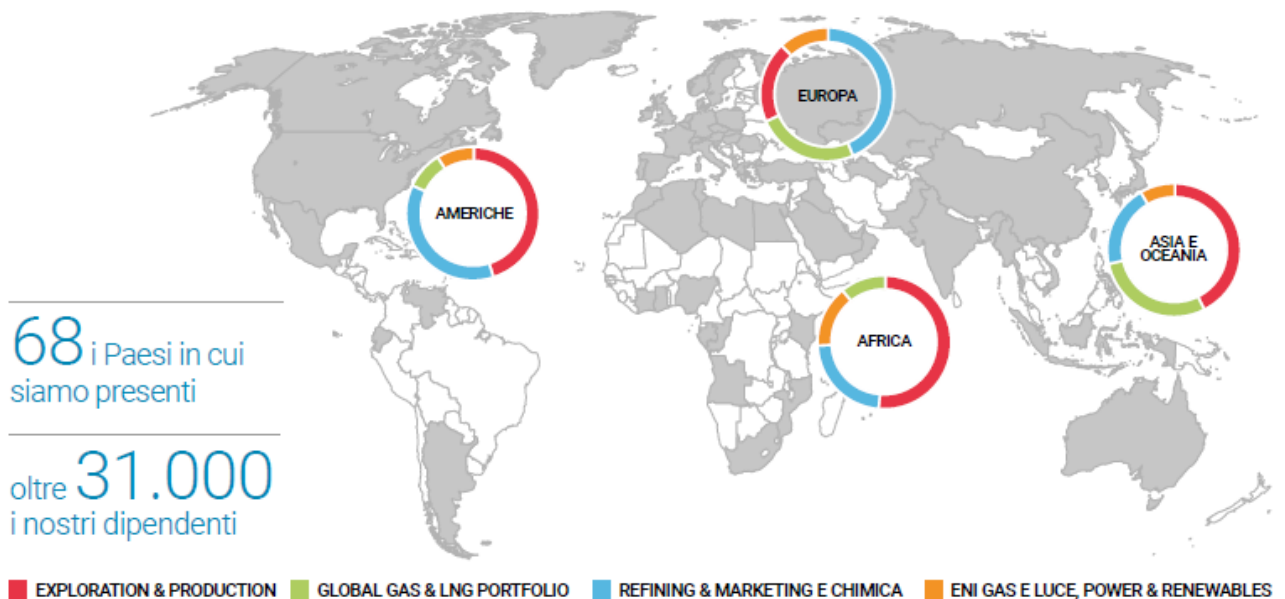 EUROPA
AMERICHE
ASIA E
OCEANIA
AFRICA
68 i Paesi in cui
siamo presenti
oltre 31.000
i nostri dipendenti
EXPLORATION & PRODUCTION GLOBAL GAS & LNG PORTFOLIO REFINING & MARKETING E CHIMICA ENI GAS E LUCE, POWER & RENEWABLES